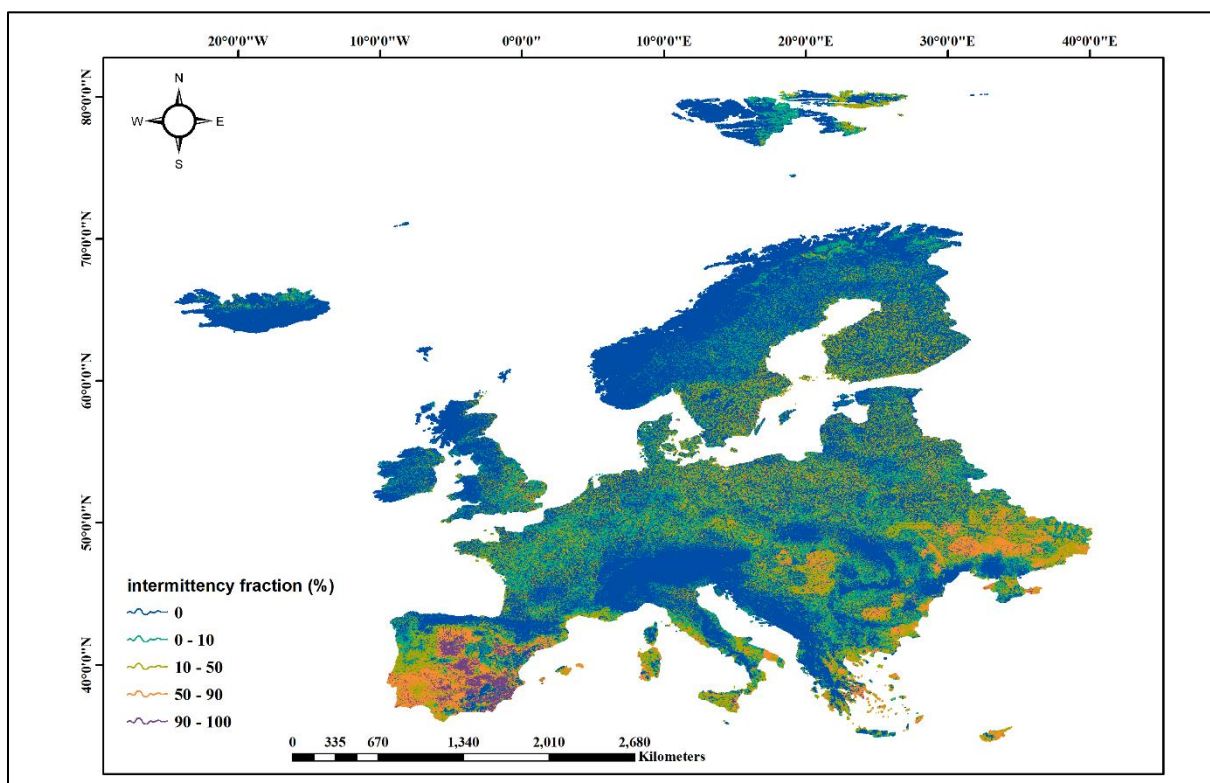 20°0'0"W 10°0'0"W 0°0'0" 10°0'0"E 20°0'0"E 30°0'0"E 40°0'0"E
N
W E
S
80°0'0"N
70°0'0"N
60°0'0"N
50°0'0"N
40°0'0"N
intermittency fraction (%)
0
0 - 10
10 - 50
50 - 90
90 - 100
0 335 670 1,340 2,010 2,680
Kilometers